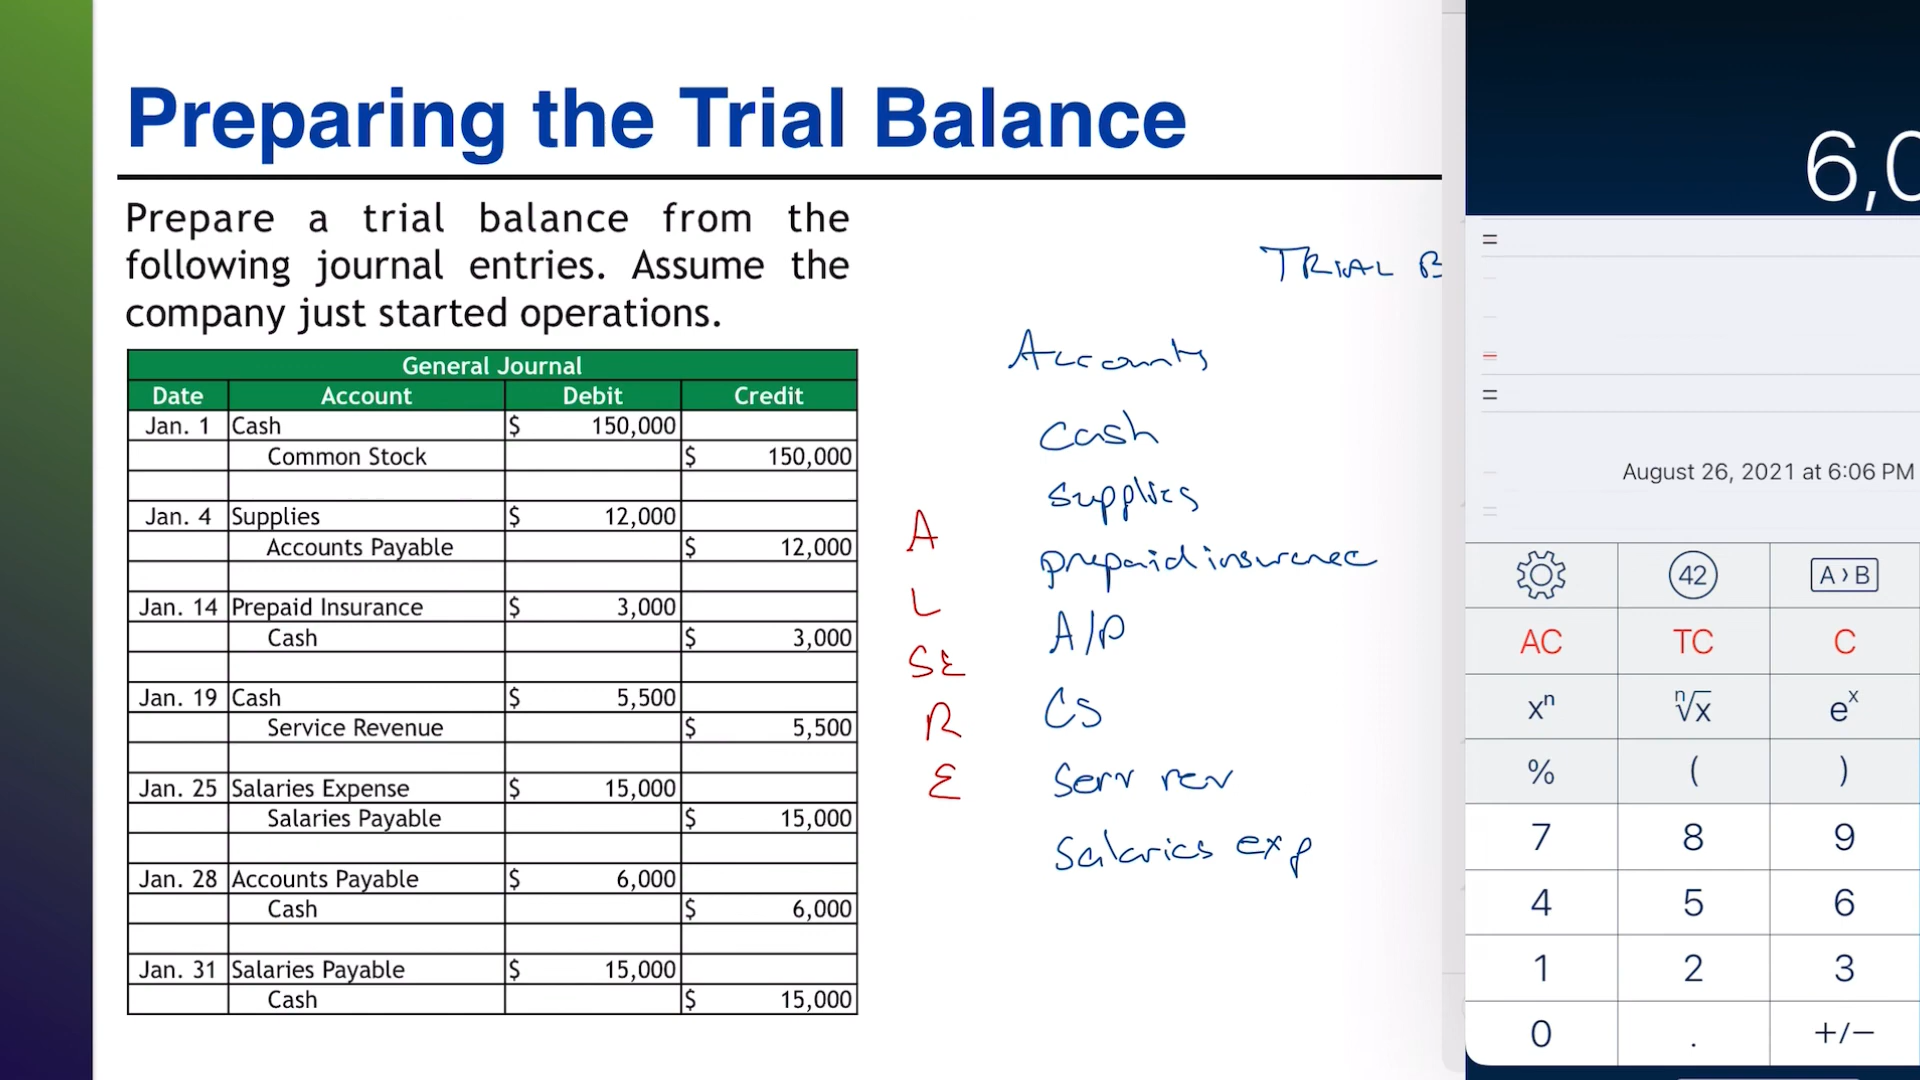 Preparing the Trial Balance
Prepare a trial balance from the
following journal entries. Assume the
company just started operations.
General Journal
Date Account Debit Credit
Jan. 1 Cash $ 150,000
Common Stock $ 150,000
Jan. 4 Supplies $ 12,000
Accounts Payable $ 12,000
Jan. 14 Prepaid Insurance $ 3,000
Cash $ 3,000
Jan. 19 Cash $ 5,500
Service Revenue $ 5,500
Jan. 25 Salaries Expense $ 15,000
Salaries Payable $ 15,000
Jan. 28 Accounts Payable $ 6,000
Cash $ 6,000
Jan. 31 Salaries Payable $ 15,000
Cash $ 15,000
A
L
SE
R
E
TRIAL B
Accounts
Cash
Supplies
prepaid insurance
A/P
CS
Serv rev
Salaries exp
6,0
=
=
=
August 26, 2021 at 6:06 PM
=
42 A›B
AC TC C
xⁿ ⁿ√x eˣ
% ( )
7 8 9
4 5 6
1 2 3
0 . +/−